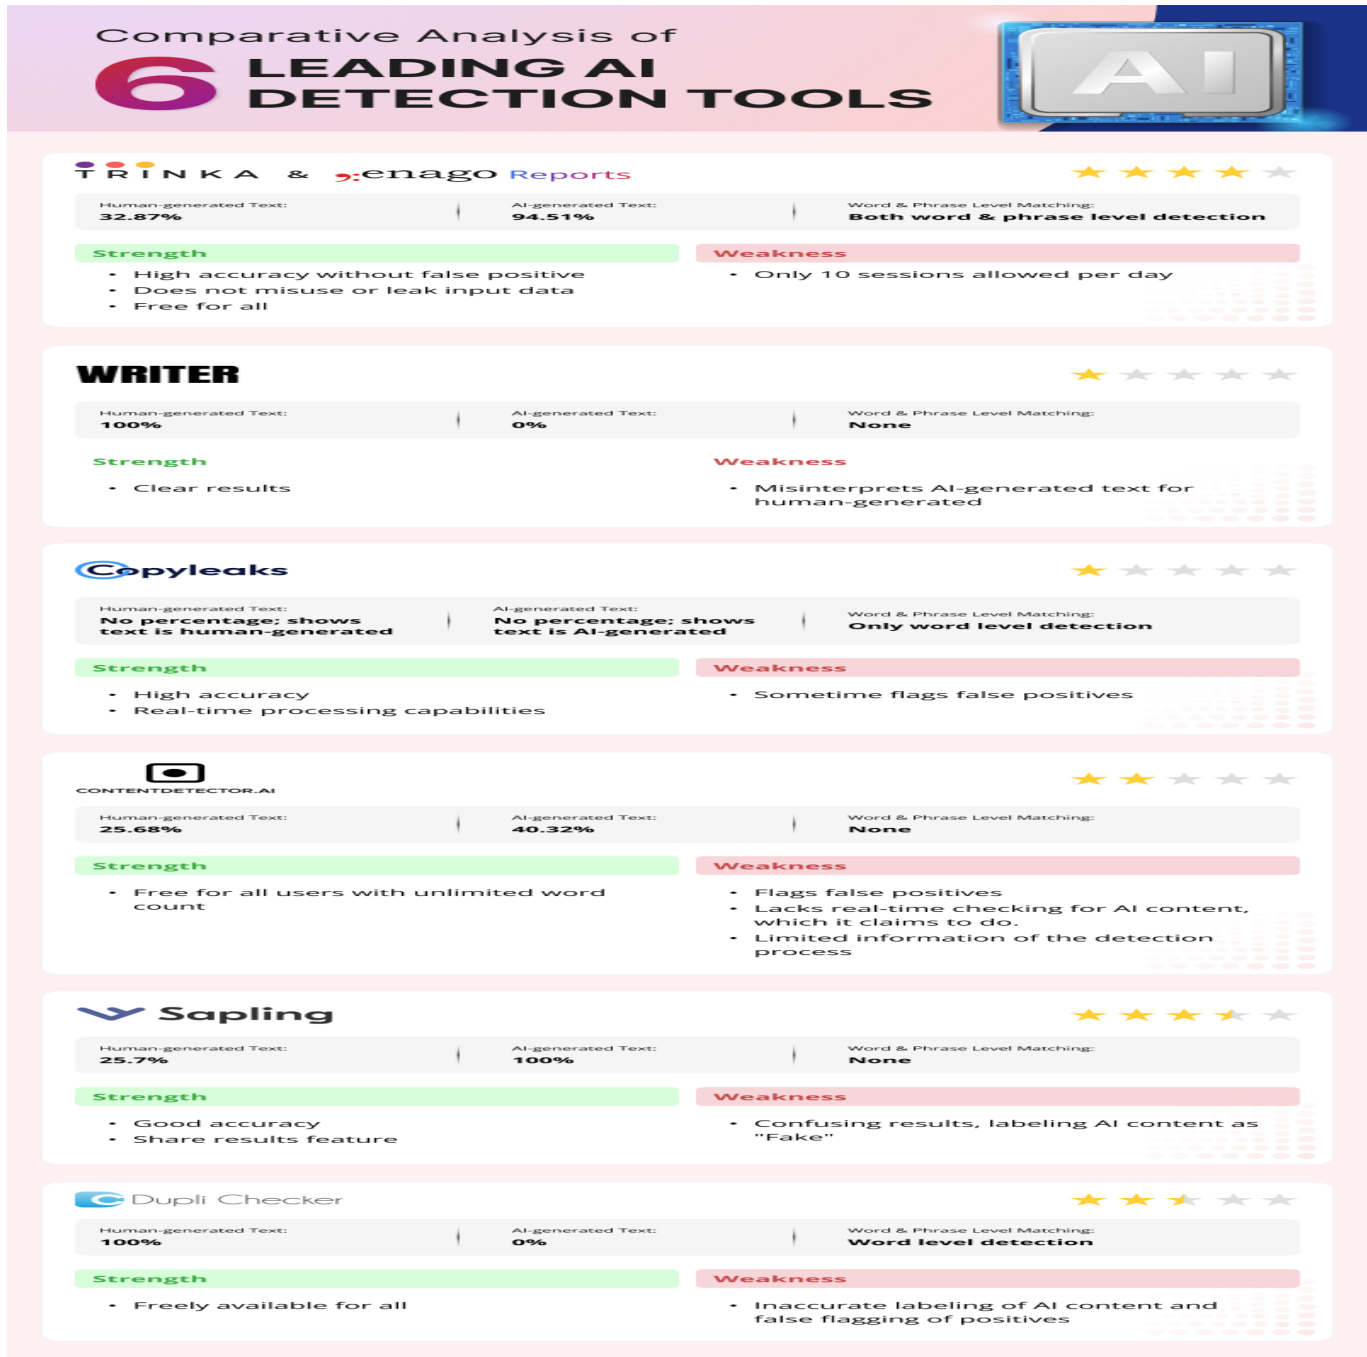 Comparative Analysis of
6 LEADING AI
DETECTION TOOLS
AI
TRINKA & enago Reports
Human-generated Text:
32.87%
AI-generated Text:
94.51%
Word & Phrase Level Matching:
Both word & phrase level detection
Strength
• High accuracy without false positive
• Does not misuse or leak input data
• Free for all
Weakness
• Only 10 sessions allowed per day
WRITER
Human-generated Text:
100%
AI-generated Text:
0%
Word & Phrase Level Matching:
None
Strength
• Clear results
Weakness
• Misinterprets AI-generated text for
human-generated
Copyleaks
Human-generated Text:
No percentage; shows
text is human-generated
AI-generated Text:
No percentage; shows
text is AI-generated
Word & Phrase Level Matching:
Only word level detection
Strength
• High accuracy
• Real-time processing capabilities
Weakness
• Sometime flags false positives
CONTENTDETECTOR.AI
Human-generated Text:
25.68%
AI-generated Text:
40.32%
Word & Phrase Level Matching:
None
Strength
• Free for all users with unlimited word
count
Weakness
• Flags false positives
• Lacks real-time checking for AI content,
which it claims to do.
• Limited information of the detection
process
Sapling
Human-generated Text:
25.7%
AI-generated Text:
100%
Word & Phrase Level Matching:
None
Strength
• Good accuracy
• Share results feature
Weakness
• Confusing results, labeling AI content as
"Fake"
Dupli Checker
Human-generated Text:
100%
AI-generated Text:
0%
Word & Phrase Level Matching:
Word level detection
Strength
• Freely available for all
Weakness
• Inaccurate labeling of AI content and
false flagging of positives